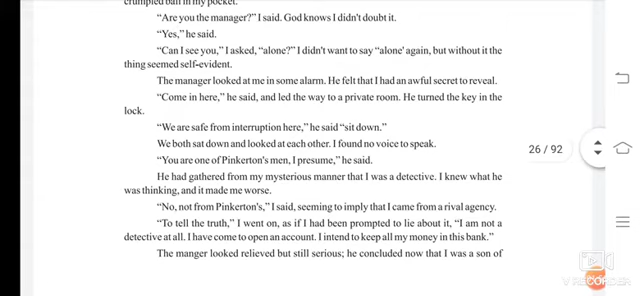 crumpled ball in my pocket.
“Are you the manager?” I said. God knows I didn't doubt it.
“Yes,” he said.
“Can I see you,” I asked, “alone?” I didn't want to say “alone” again, but without it the
thing seemed self-evident.
The manager looked at me in some alarm. He felt that I had an awful secret to reveal.
“Come in here,” he said, and led the way to a private room. He turned the key in the
lock.
“We are safe from interruption here,” he said “sit down.”
We both sat down and looked at each other. I found no voice to speak.
“You are one of Pinkerton's men, I presume,” he said.
He had gathered from my mysterious manner that I was a detective. I knew what he
was thinking, and it made me worse.
“No, not from Pinkerton's,” I said, seeming to imply that I came from a rival agency.
“To tell the truth,” I went on, as if I had been prompted to lie about it, “I am not a
detective at all. I have come to open an account. I intend to keep all my money in this bank.”
The manger looked relieved but still serious; he concluded now that I was a son of
26 / 92
RECORDER